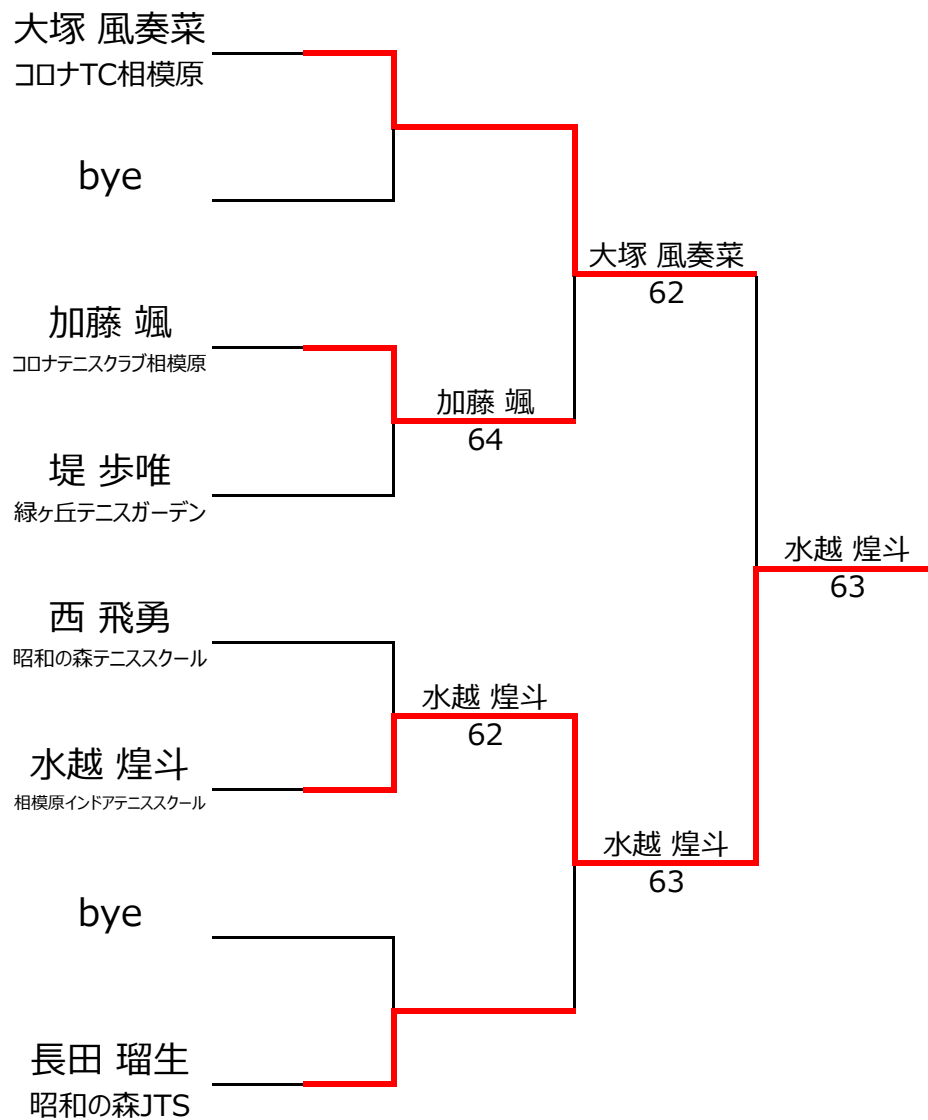 大塚 風奏菜
コロナTC相模原
bye
大塚 風奏菜
62
加藤 颯
コロナテニスクラブ相模原
加藤 颯
64
堤 歩唯
緑ヶ丘テニスガーデン
水越 煌斗
63
西 飛勇
昭和の森テニススクール
水越 煌斗
62
水越 煌斗
相模原インドアテニススクール
水越 煌斗
63
bye
長田 瑠生
昭和の森JTS